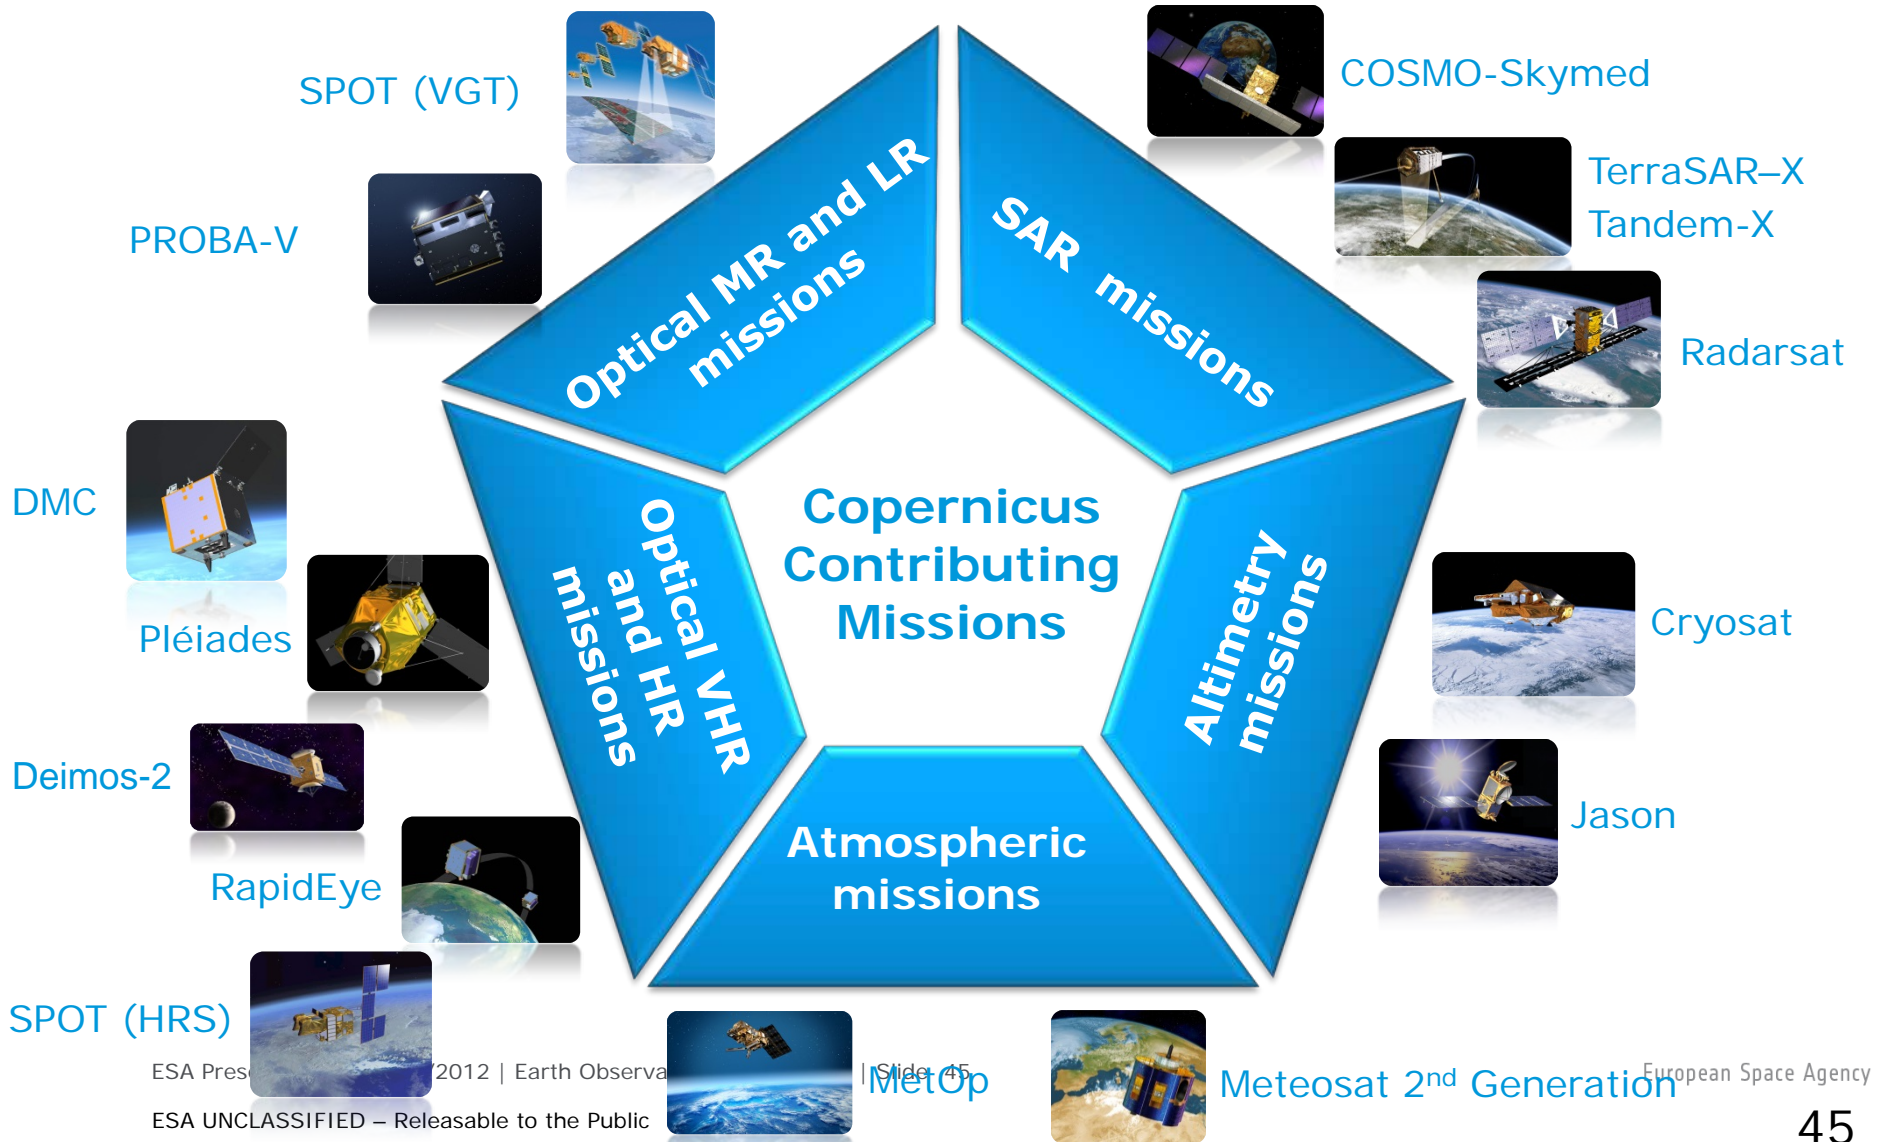 SPOT (VGT)
COSMO-Skymed
TerraSAR–X
Tandem-X
PROBA-V
Optical MR and LR
missions
SAR missions
Radarsat
DMC
Pléiades
Deimos-2
RapidEye
SPOT (HRS)
Optical VHR
and HR
missions
Copernicus
Contributing
Missions
Altimetry
missions
Cryosat
Jason
Atmospheric
missions
MetOp
Meteosat 2nd Generation
ESA Pres /2012 | Earth Observa | Slide 45
European Space Agency
ESA UNCLASSIFIED – Releasable to the Public
45